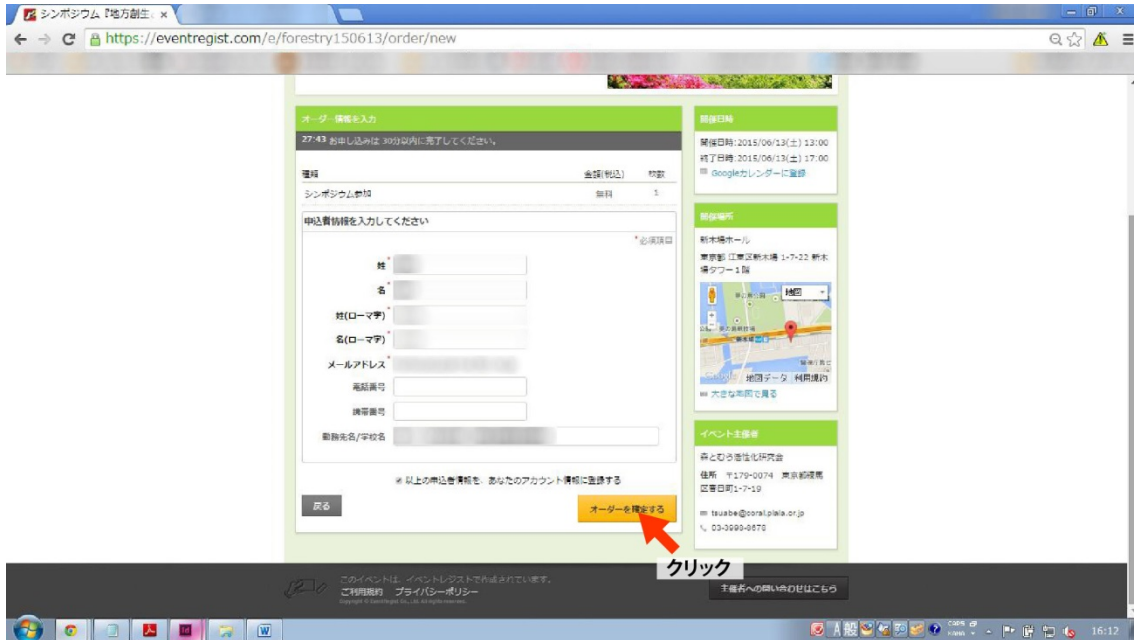 シンポジウム『地方創生
https://eventregist.com/e/forestry150613/order/new
オーダー情報を入力
27:43 お申し込みは 30分以内に完了してください。
種類 金額(税込) 枚数
シンポジウム参加 無料 1
申込者情報を入力してください
*必須項目
姓*
名*
姓(ローマ字)*
名(ローマ字)*
メールアドレス*
電話番号
携帯番号
勤務先名/学校名
以上の申込者情報を、あなたのアカウント情報に登録する
戻る
オーダーを確定する
クリック
開催日時
開催日時:2015/06/13(土) 13:00
終了日時:2015/06/13(土) 17:00
Googleカレンダーに登録
開催場所
新木場ホール
東京都 江東区新木場 1-7-22 新木
場タワー1階
地図
新木場
Google 地図データ 利用規約
大きな地図で見る
イベント主催者
森とむら活性化研究会
住所 〒179-0074 東京都練馬
区春日町1-7-19
tsuabe@coral.plala.or.jp
03-3990-8670
このイベントは、イベントレジストで作成されています。
ご利用規約 プライバシーポリシー
主催者への問い合わせはこちら
A 般
CAPS
KANA
16:12